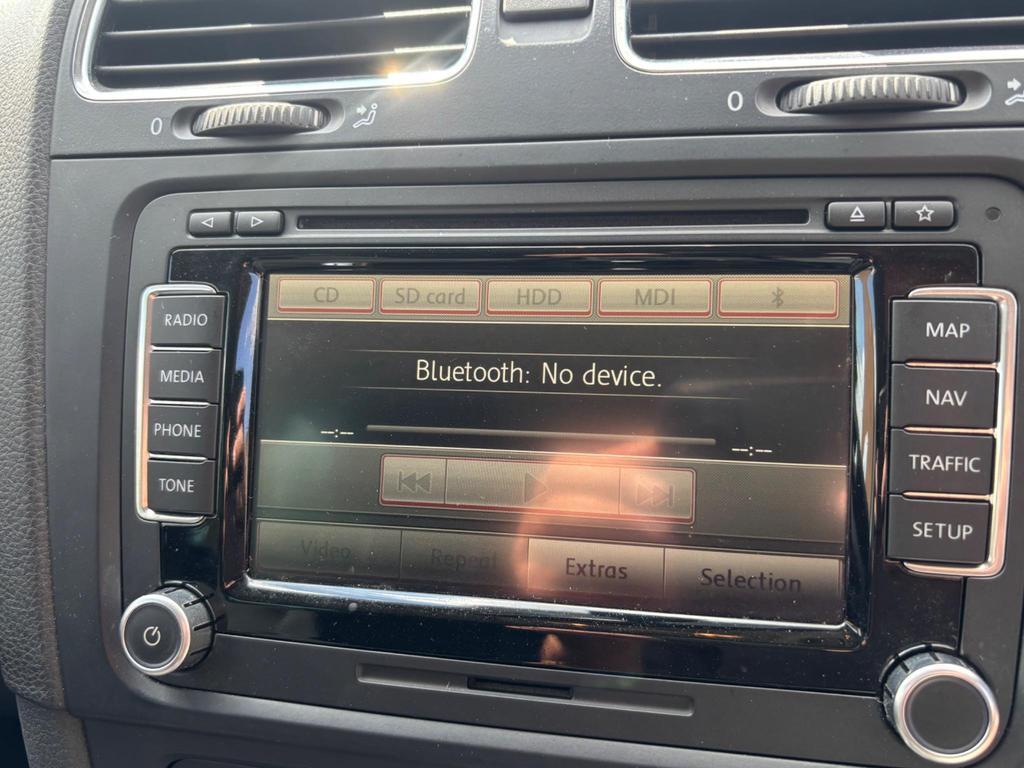 0
0
CD SD card HDD MDI
RADIO
MAP
Bluetooth: No device.
MEDIA
NAV
PHONE
--:--
--:--
TRAFFIC
TONE
SETUP
Video Repeat Extras Selection